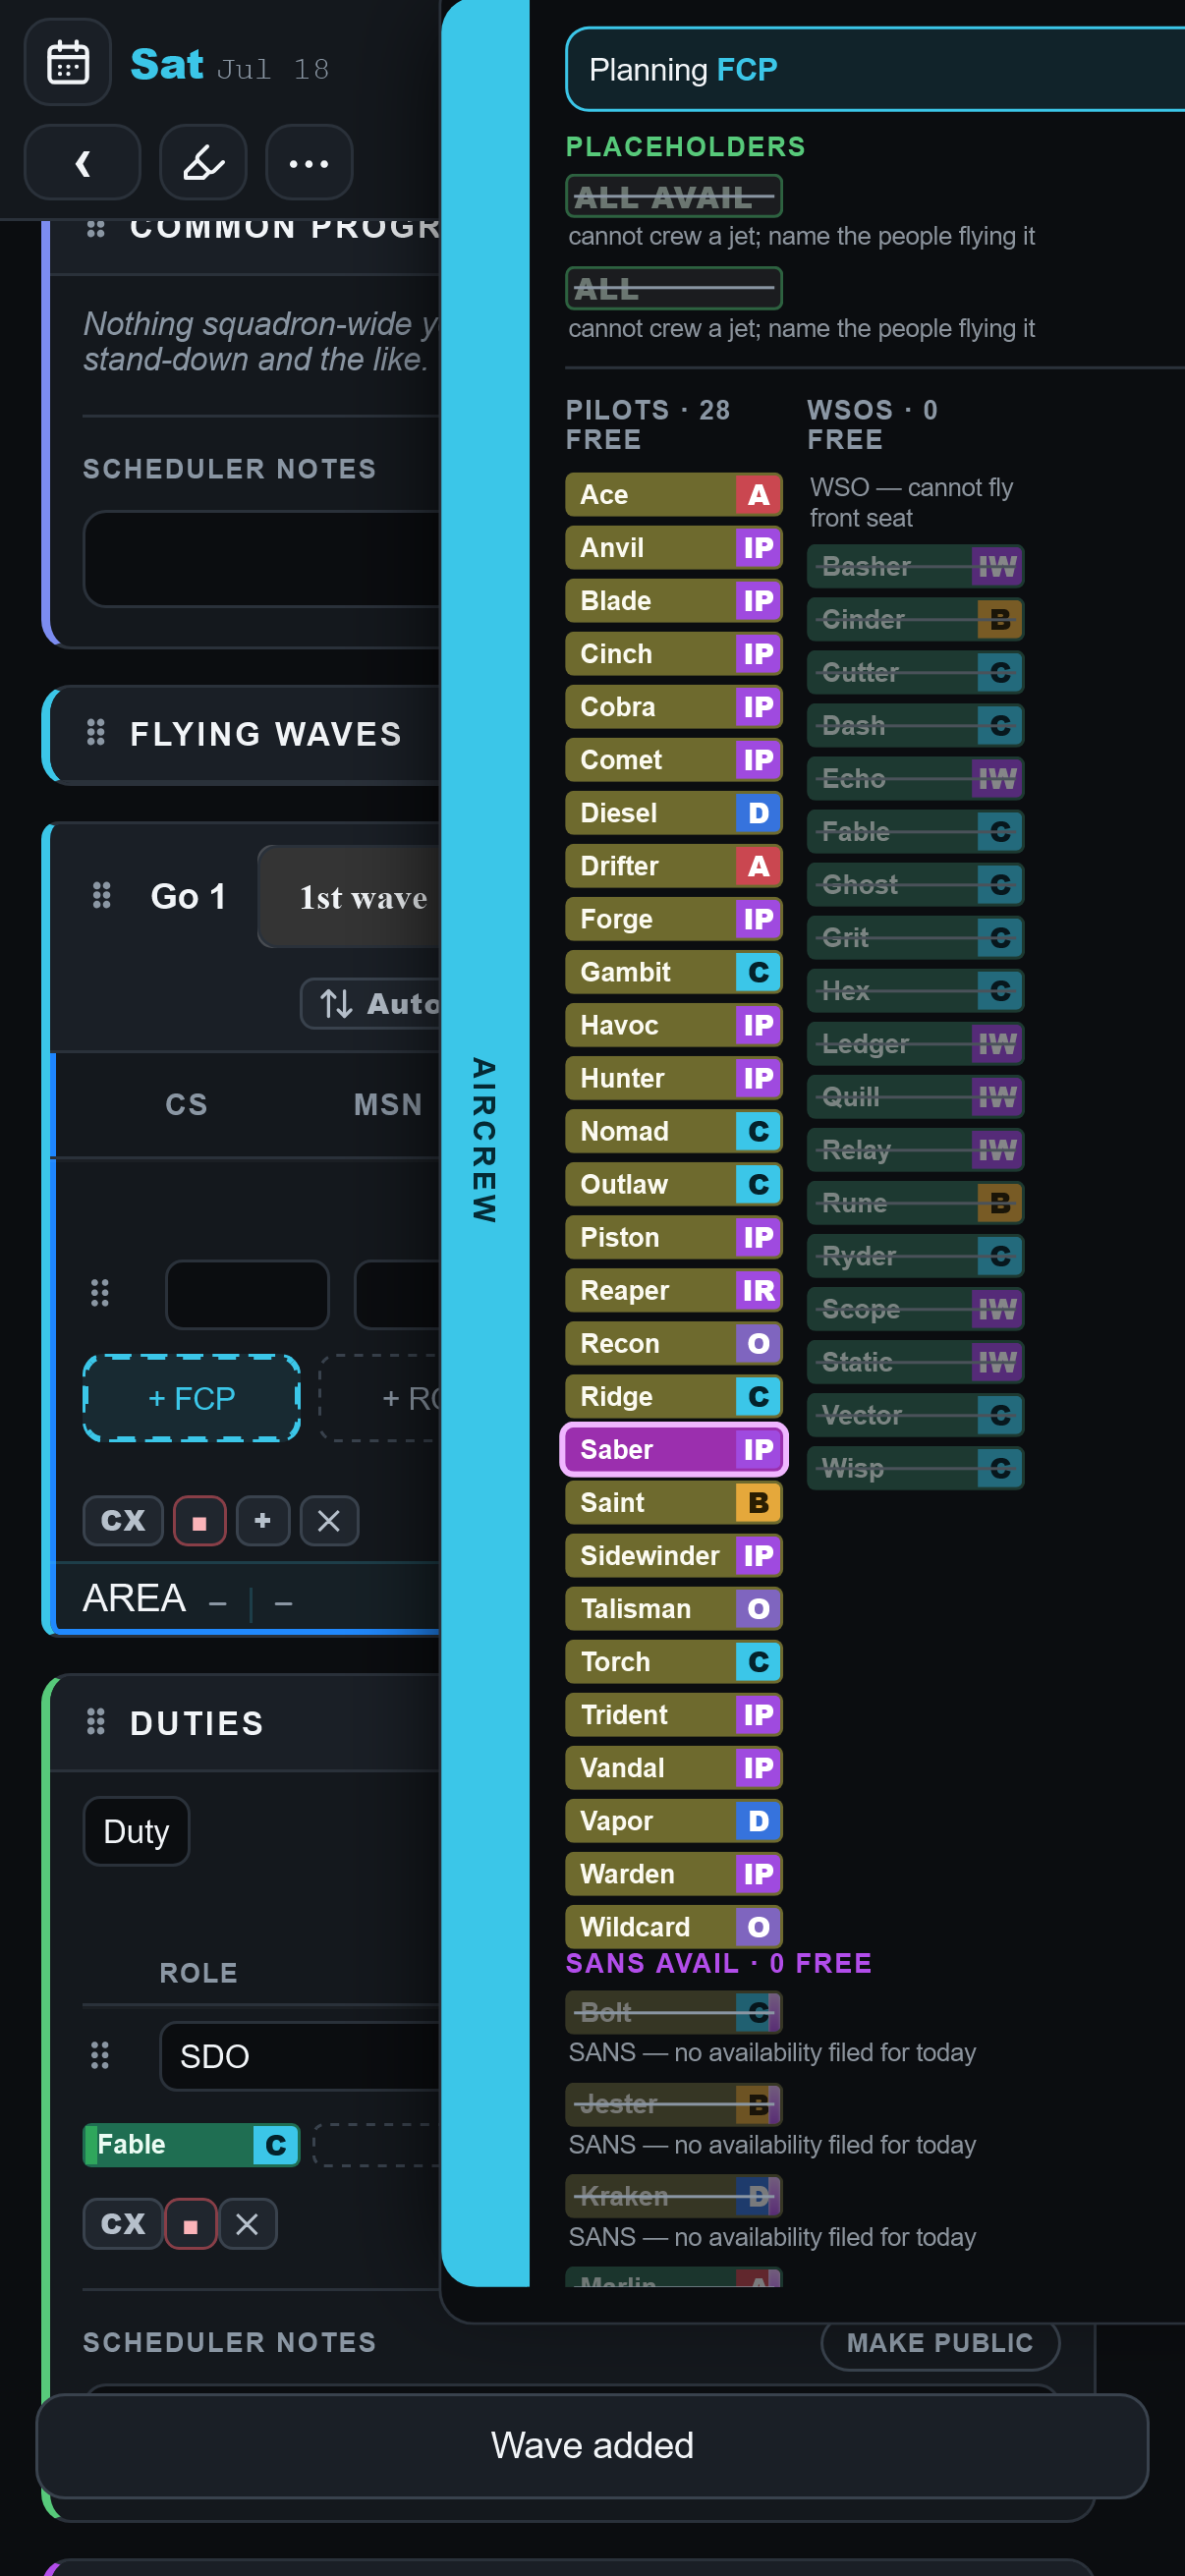 Sat Jul 18
COMMON PROGR
Nothing squadron-wide y
stand-down and the like.
SCHEDULER NOTES
FLYING WAVES
Go 1 1st wave
Auto
CS MSN
+ FCP + RO
CX +
AREA – | –
DUTIES
Duty
ROLE
SDO
Fable C
CX
SCHEDULER NOTES
MAKE PUBLIC
AIRCREW
Planning FCP
PLACEHOLDERS
ALL AVAIL
cannot crew a jet; name the people flying it
ALL
cannot crew a jet; name the people flying it
PILOTS · 28
FREE
Ace A
Anvil IP
Blade IP
Cinch IP
Cobra IP
Comet IP
Diesel D
Drifter A
Forge IP
Gambit C
Havoc IP
Hunter IP
Nomad C
Outlaw C
Piston IP
Reaper IR
Recon O
Ridge C
Saber IP
Saint B
Sidewinder IP
Talisman O
Torch C
Trident IP
Vandal IP
Vapor D
Warden IP
Wildcard O
WSOS · 0
FREE
WSO — cannot fly
front seat
Basher IW
Cinder B
Cutter C
Dash C
Echo IW
Fable C
Ghost C
Grit C
Hex C
Ledger IW
Quill IW
Relay IW
Rune B
Ryder C
Scope IW
Static IW
Vector C
Wisp C
SANS AVAIL · 0 FREE
Bolt C
SANS — no availability filed for today
Jester B
SANS — no availability filed for today
Kraken D
SANS — no availability filed for today
Marlin A
Wave added